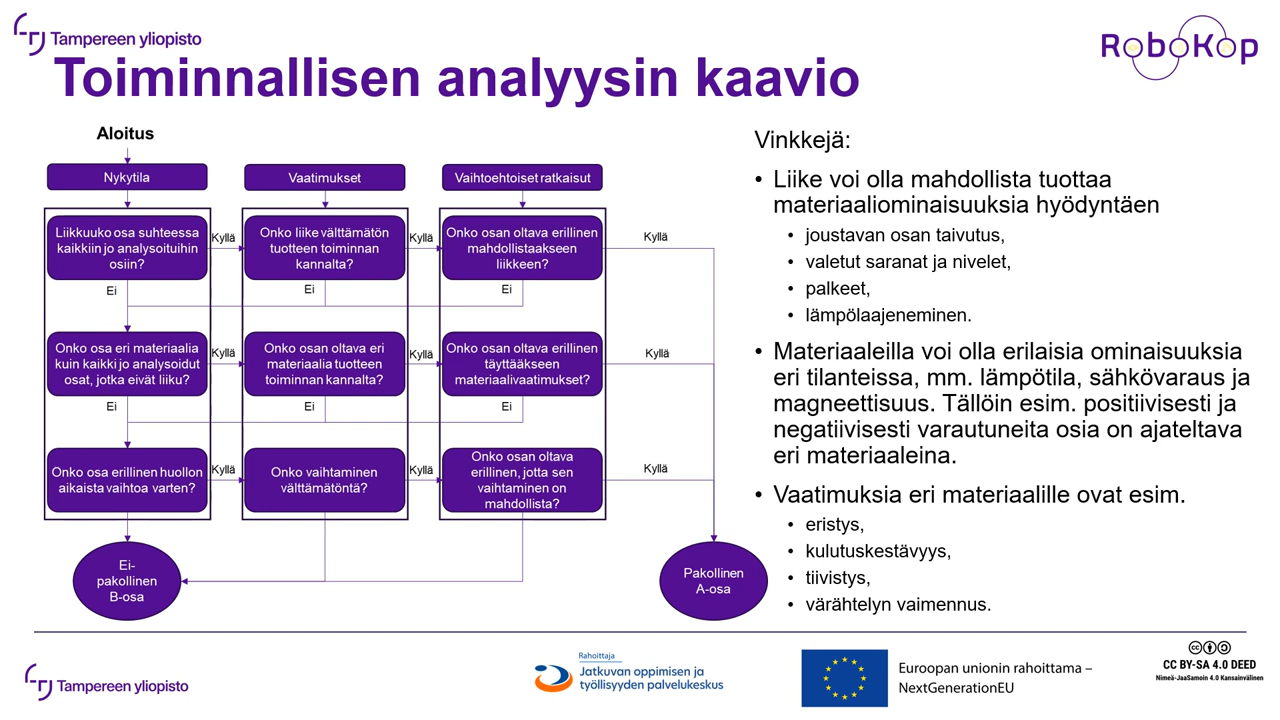 Tampereen yliopisto
RoboKop
Toiminnallisen analyysin kaavio
Aloitus
Nykytila
Vaatimukset
Vaihtoehtoiset ratkaisut
Liikkuuko osa suhteessa
kaikkiin jo analysoituihin
osiin?
Kyllä
Onko liike välttämätön
tuotteen toiminnan
kannalta?
Kyllä
Onko osan oltava erillinen
mahdollistaakseen
liikkeen?
Kyllä
Ei
Ei
Ei
Onko osa eri materiaalia
kuin kaikki jo analysoidut
osat, jotka eivät liiku?
Kyllä
Onko osan oltava eri
materiaalia tuotteen
toiminnan kannalta?
Kyllä
Onko osan oltava erillinen
täyttääkseen
materiaalivaatimukset?
Kyllä
Ei
Ei
Ei
Onko osa erillinen huollon
aikaista vaihtoa varten?
Kyllä
Onko vaihtaminen
välttämätöntä?
Kyllä
Onko osan oltava
erillinen, jotta sen
vaihtaminen on
mahdollista?
Kyllä
Ei-
pakollinen
B-osa
Pakollinen
A-osa
Vinkkejä:
• Liike voi olla mahdollista tuottaa
materiaaliominaisuuksia hyödyntäen
• joustavan osan taivutus,
• valetut saranat ja nivelet,
• palkeet,
• lämpölaajeneminen.
• Materiaaleilla voi olla erilaisia ominaisuuksia
eri tilanteissa, mm. lämpötila, sähkövaraus ja
magneettisuus. Tällöin esim. positiivisesti ja
negatiivisesti varautuneita osia on ajateltava
eri materiaaleina.
• Vaatimuksia eri materiaalille ovat esim.
• eristys,
• kulutuskestävyys,
• tiivistys,
• värähtelyn vaimennus.
Tampereen yliopisto
Rahoittaja
Jatkuvan oppimisen ja
työllisyyden palvelukeskus
Euroopan unionin rahoittama –
NextGenerationEU
CC BY-SA 4.0 DEED
Nimeä-JaaSamoin 4.0 Kansainvälinen